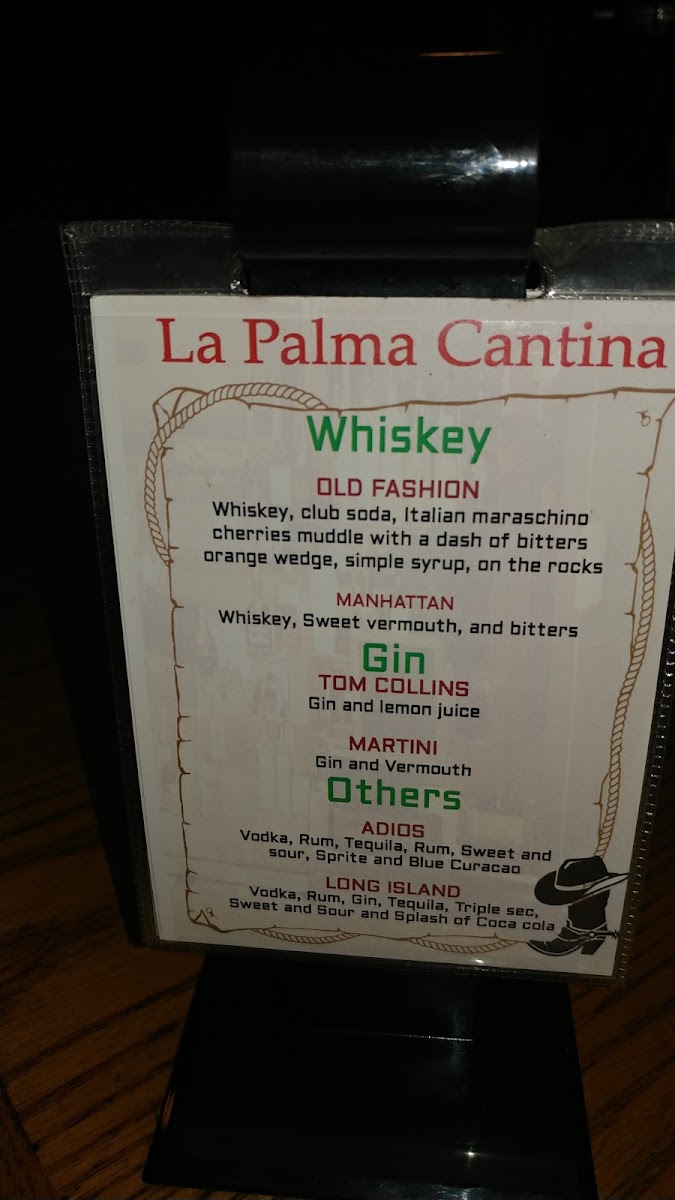 La Palma Cantina
Whiskey
OLD FASHION
Whiskey, club soda, Italian maraschino
cherries muddle with a dash of bitters
orange wedge, simple syrup, on the rocks
MANHATTAN
Whiskey, Sweet vermouth, and bitters
Gin
TOM COLLINS
Gin and lemon juice
MARTINI
Gin and Vermouth
Others
ADIOS
Vodka, Rum, Tequila, Rum, Sweet and
sour, Sprite and Blue Curacao
LONG ISLAND
Vodka, Rum, Gin, Tequila, Triple sec,
Sweet and Sour and Splash of Coca cola